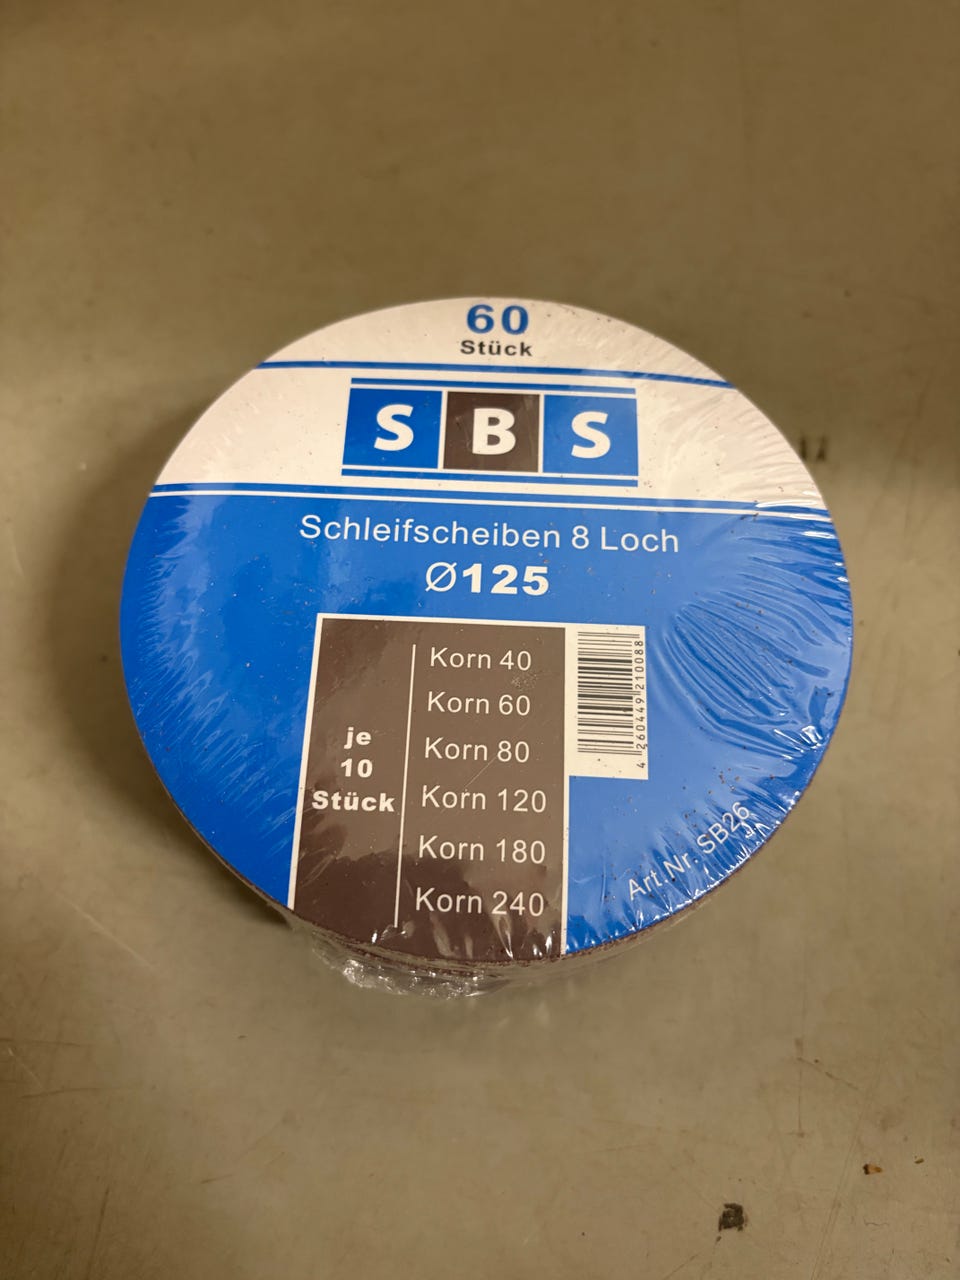 60
Stück
SBS
Schleifscheiben 8 Loch
Ø125
je
10
Stück
Korn 40
Korn 60
Korn 80
Korn 120
Korn 180
Korn 240
4 260449 210088
Art.Nr. SB26